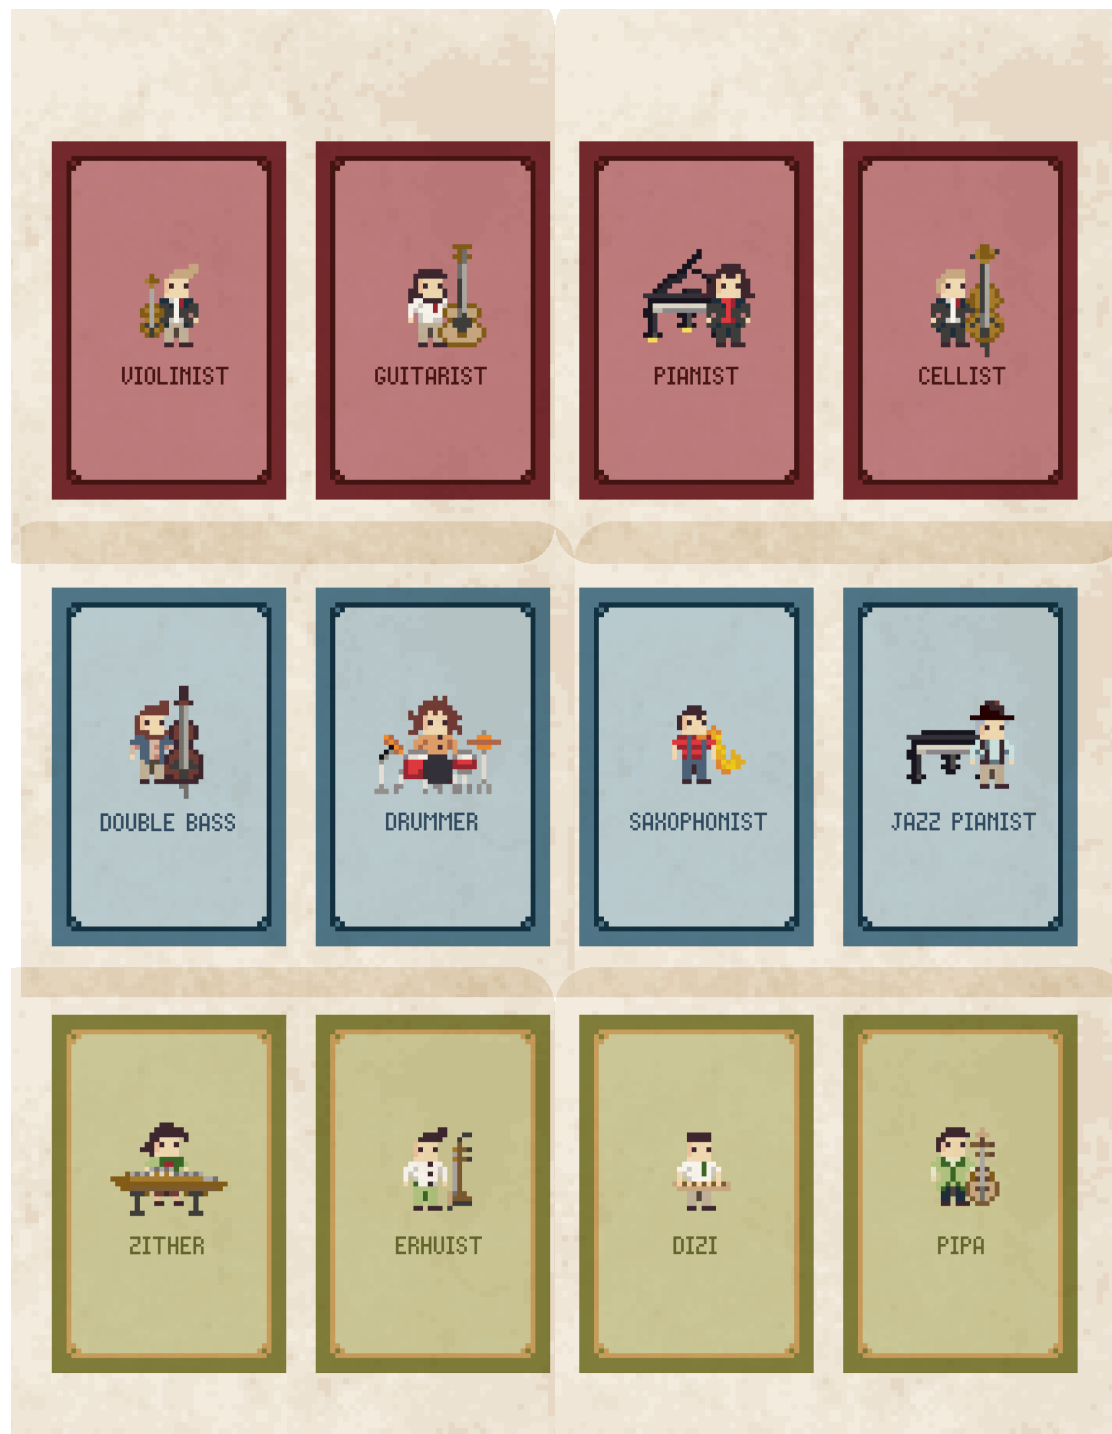 VIOLINIST
GUITARIST
PIANIST
CELLIST
DOUBLE BASS
DRUMMER
SAXOPHONIST
JAZZ PIANIST
ZITHER
ERHUIST
DIZI
PIPA